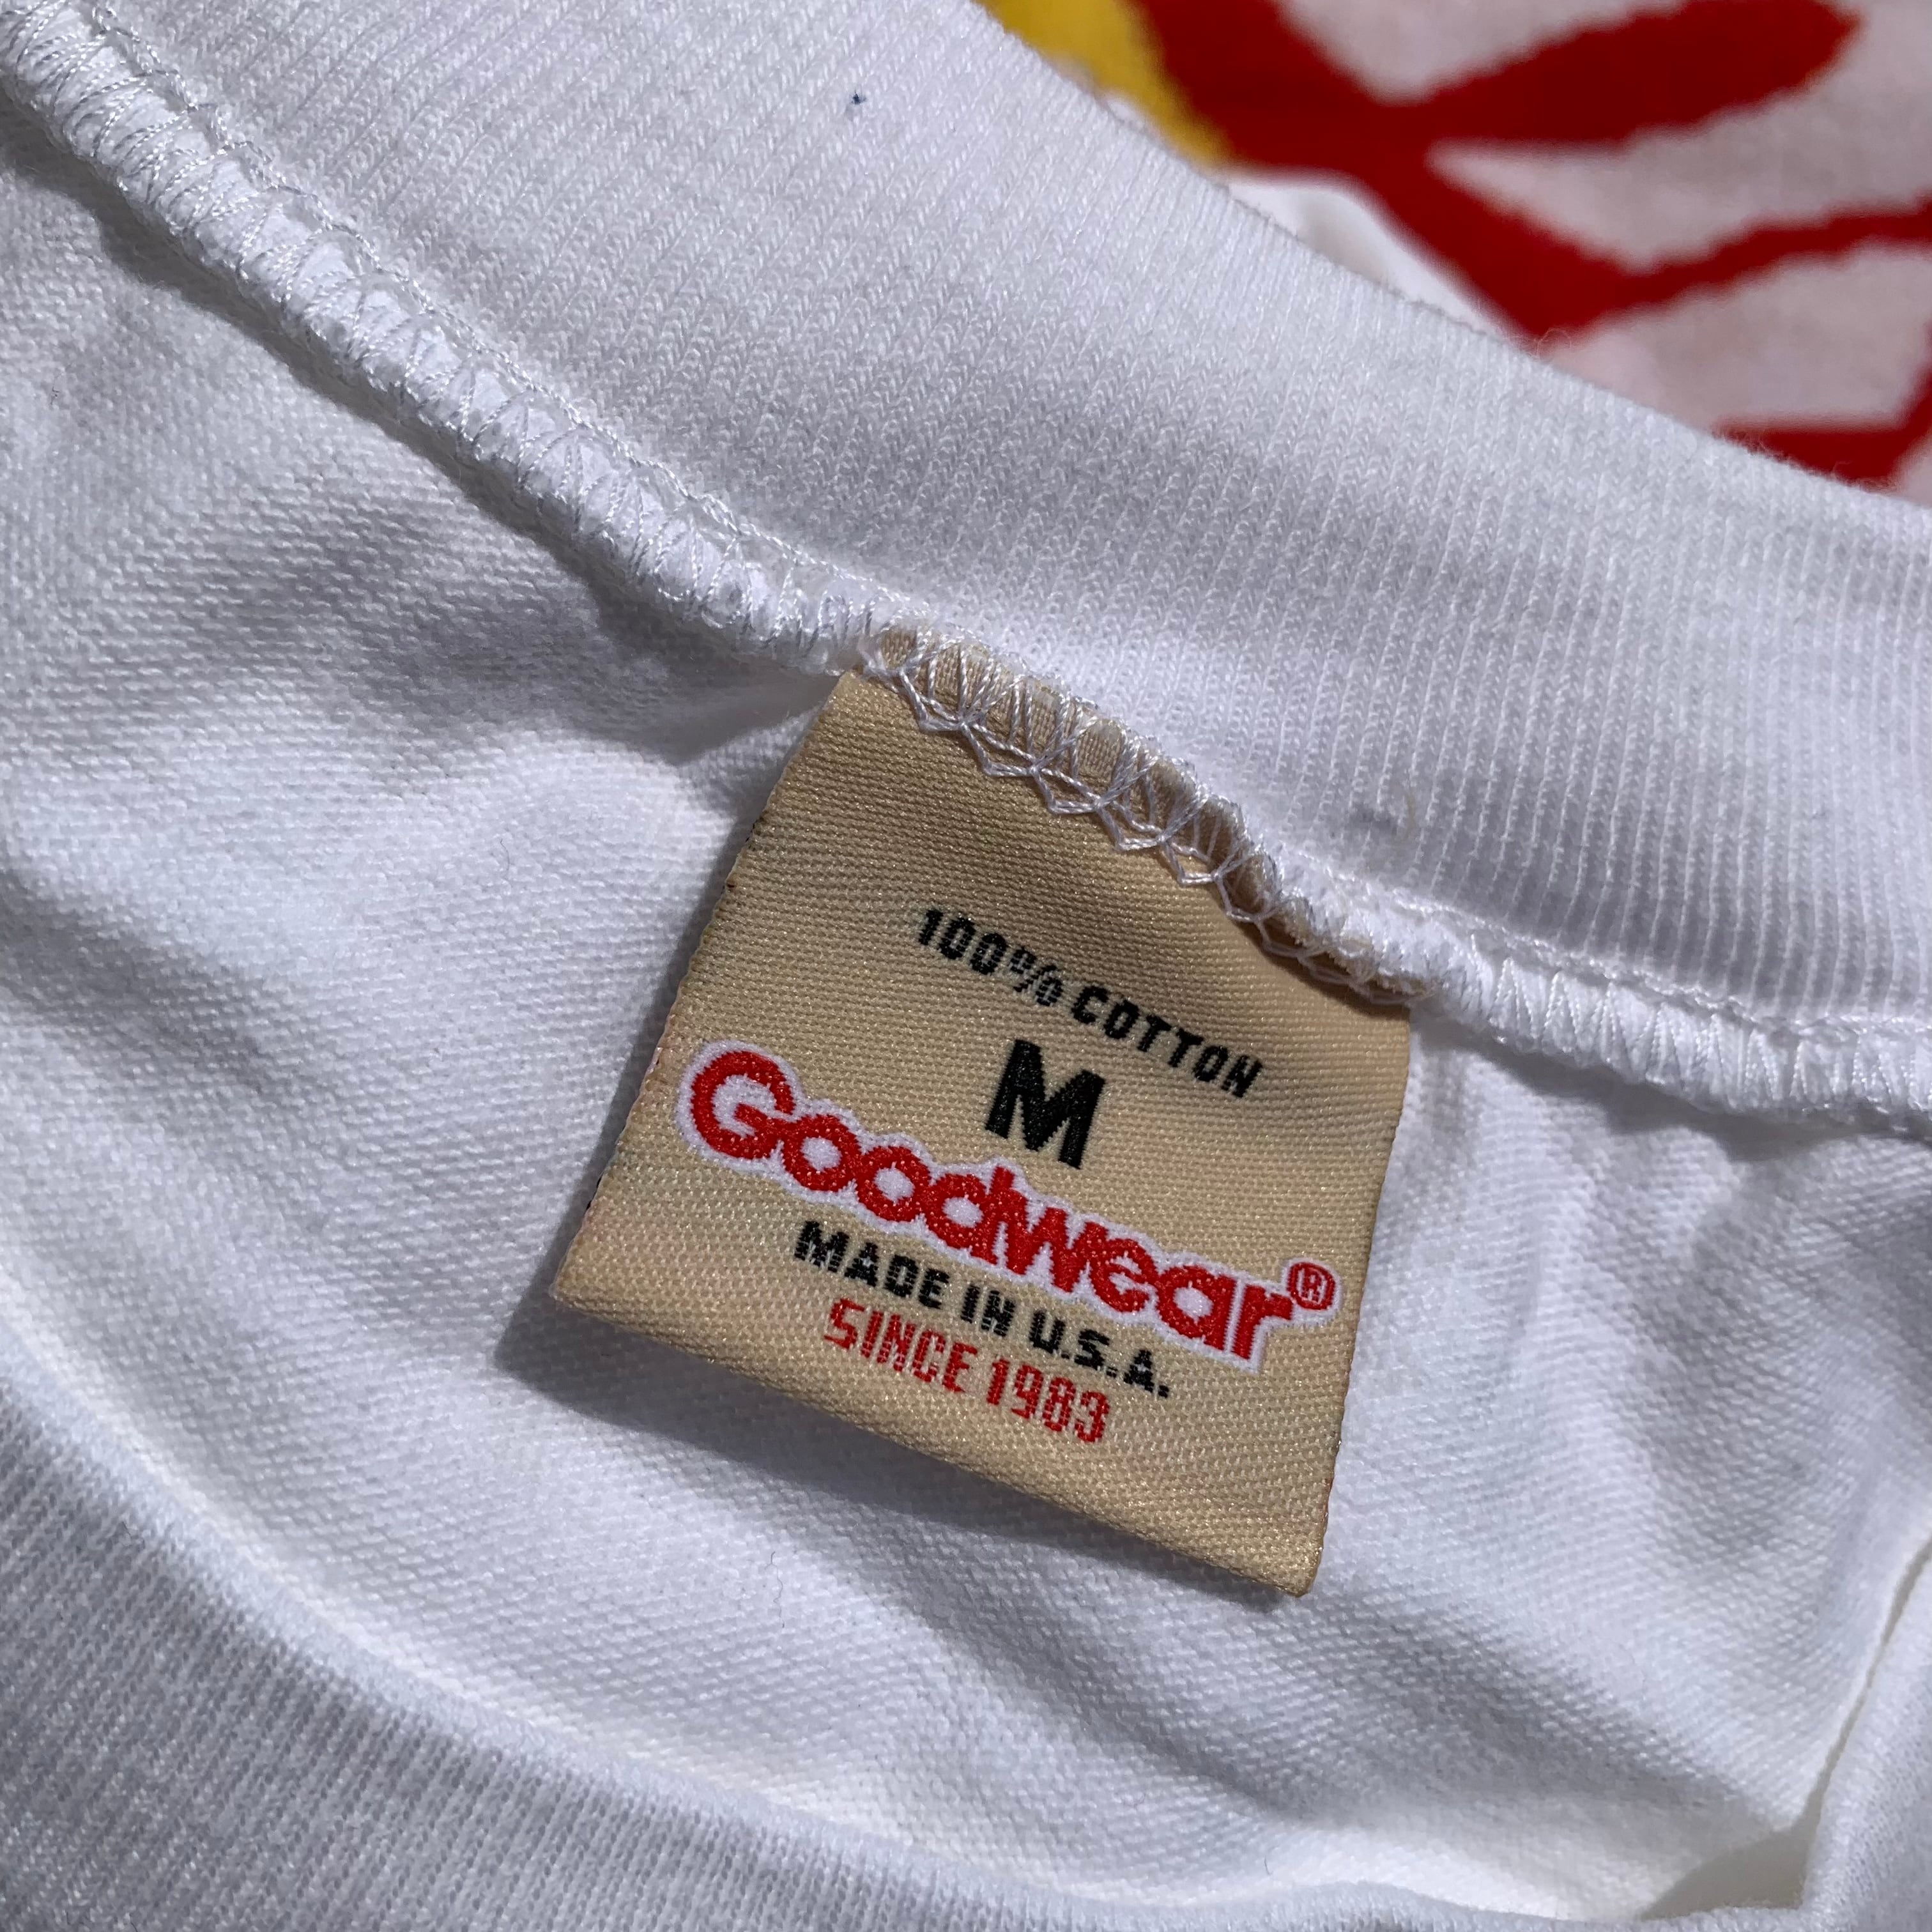 100% COTTON
M
Goodwear®
MADE IN U.S.A.
SINCE 1983